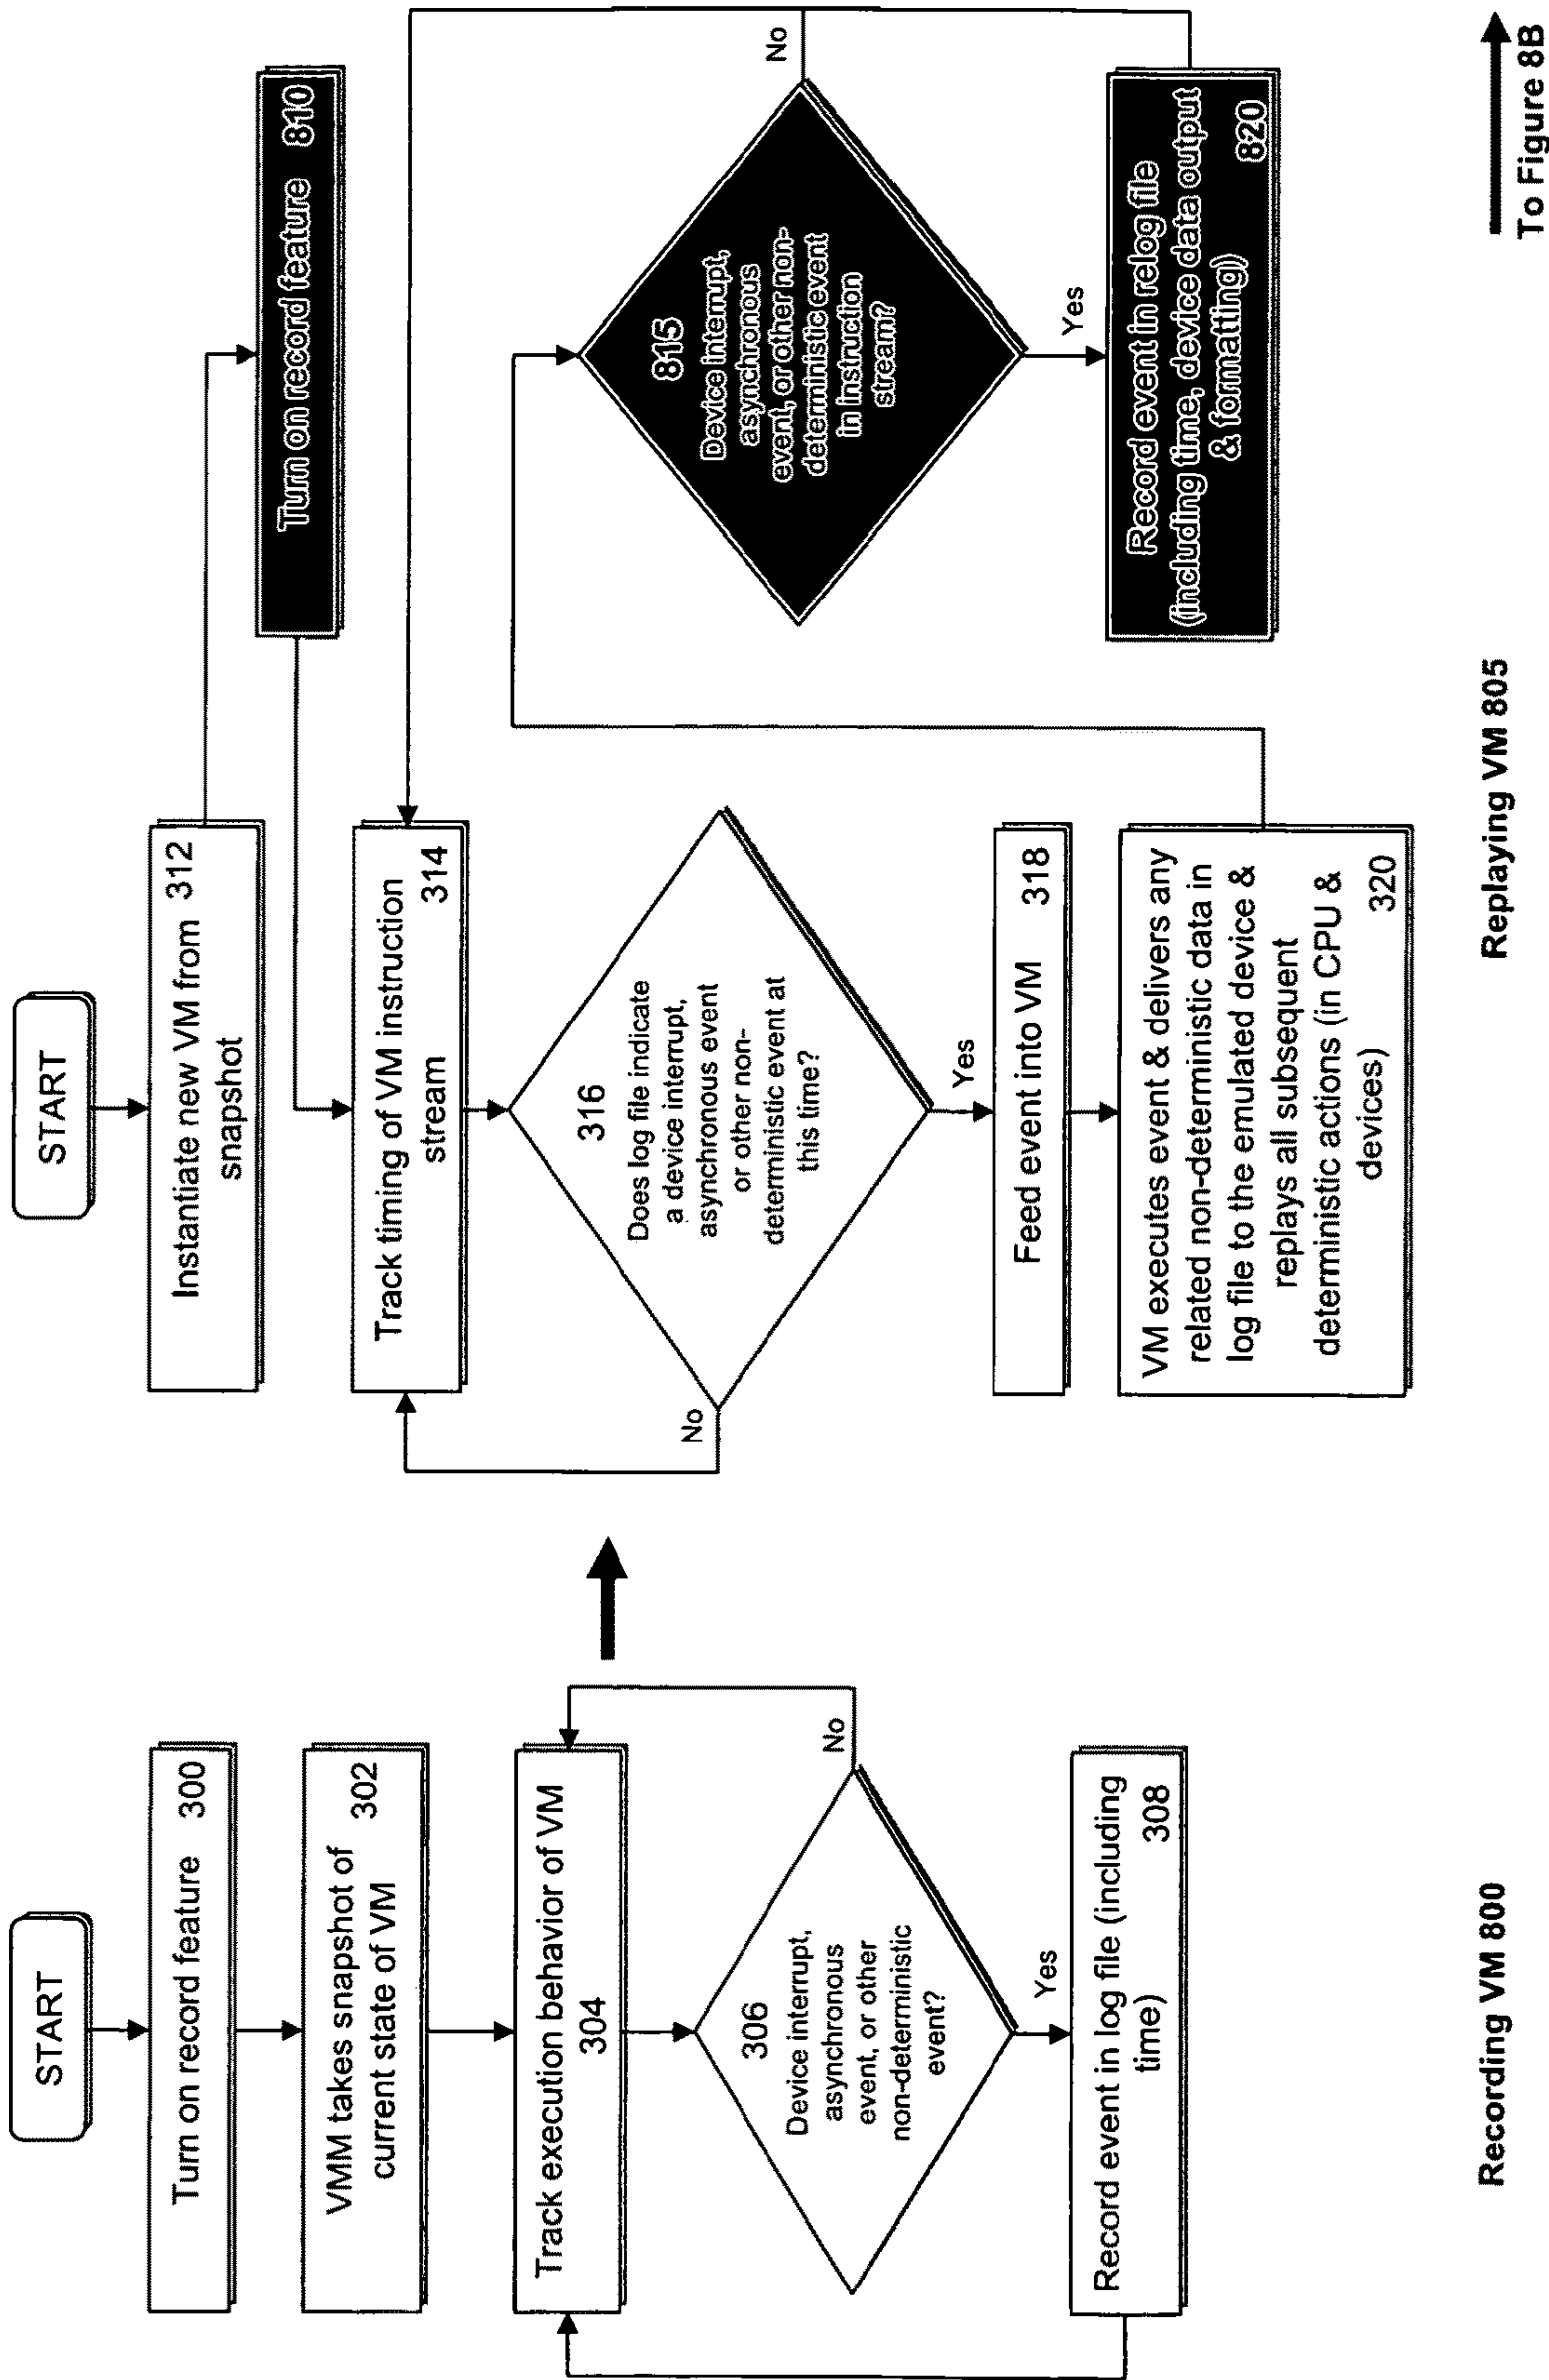 START
Turn on record feature 300
VMM takes snapshot of
current state of VM 302
Track execution behavior of VM
304
306
Device interrupt,
asynchronous
event, or other
non-deterministic
event?
No
Yes
Record event in log file (including
time) 308
Recording VM 800
START
Instantiate new VM from 312
snapshot
Track timing of VM instruction
stream 314
316
Does log file indicate
a device interrupt,
asynchronous event
or other non-
deterministic event at
this time?
No
Yes
Feed event into VM 318
VM executes event & delivers any
related non-deterministic data in
log file to the emulated device &
replays all subsequent
deterministic actions (in CPU &
devices) 320
Turn on record feature 810
815
Device interrupt,
asynchronous
event, or other non-
deterministic event
in instruction
stream?
No
Yes
Record event in relog file
(including time, device data output
& formatting) 820
Replaying VM 805
To Figure 8B